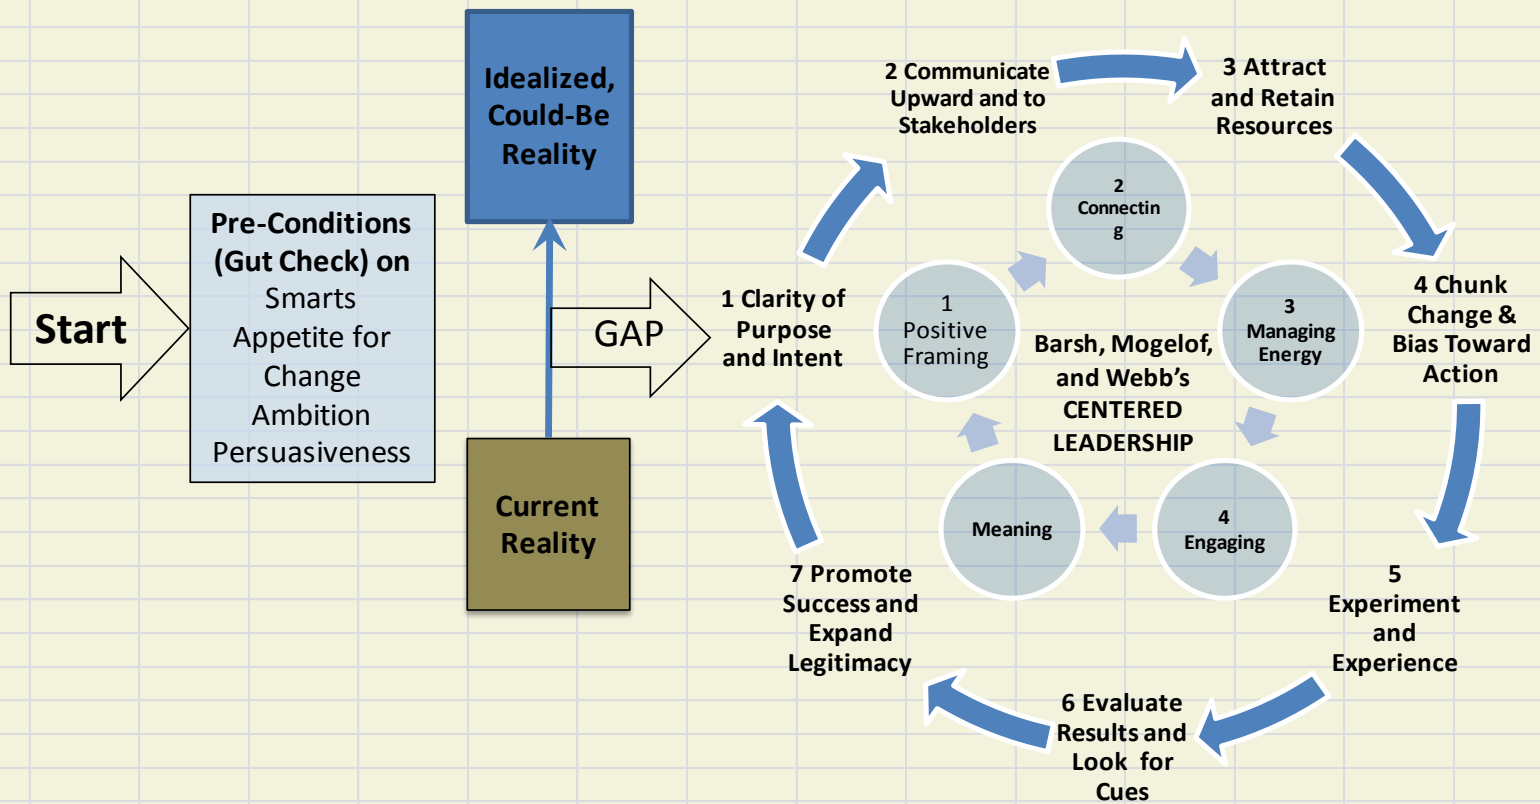 Start
Pre-Conditions
(Gut Check) on
Smarts
Appetite for
Change
Ambition
Persuasiveness
Idealized,
Could-Be
Reality
Current
Reality
GAP
1 Clarity of
Purpose
and Intent
2 Communicate
Upward and to
Stakeholders
3 Attract
and Retain
Resources
4 Chunk
Change &
Bias Toward
Action
5
Experiment
and
Experience
6 Evaluate
Results and
Look for
Cues
7 Promote
Success and
Expand
Legitimacy
1
Positive
Framing
2
Connectin
g
3
Managing
Energy
4
Engaging
Meaning
Barsh, Mogelof,
and Webb’s
CENTERED
LEADERSHIP